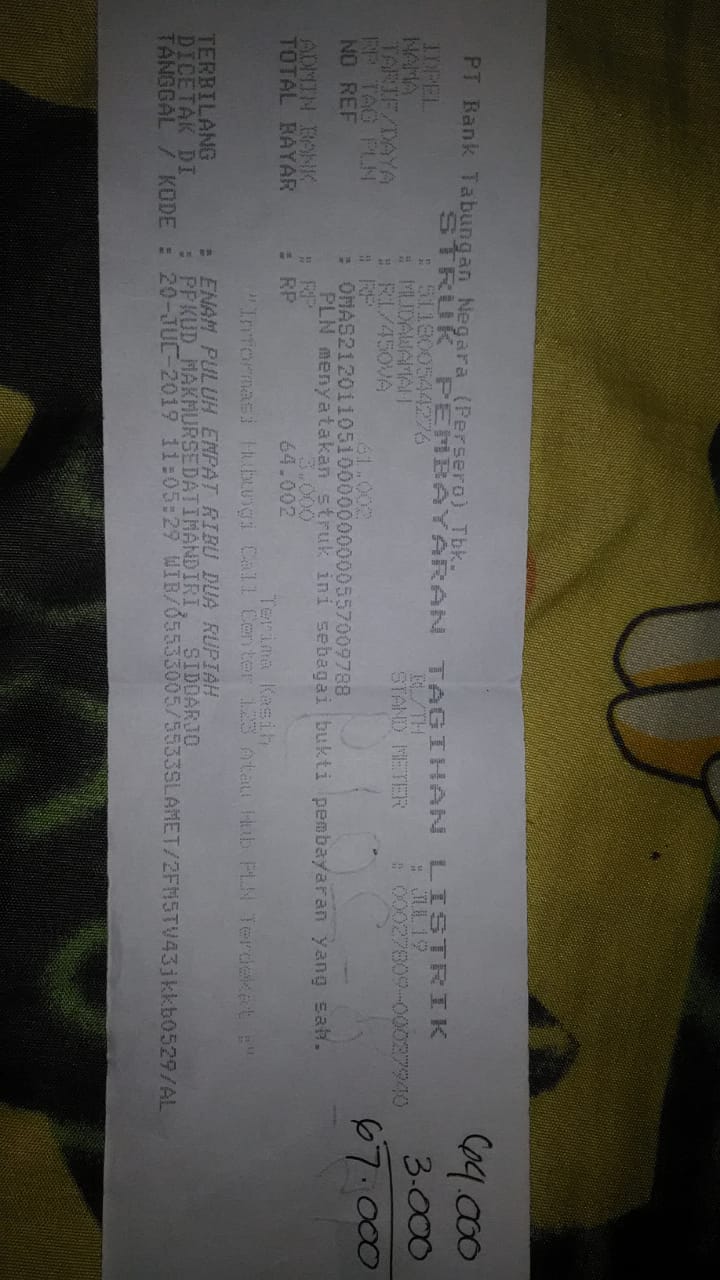 PT Bank Tabungan Negara (Persero) Tbk.
STRUK PEMBAYARAN TAGIHAN LISTRIK
IDPEL : 511800544276 BL/TH : JUL19
NAMA : MUDAWAMAH STAND METER : 00027809-00027940
TARIF/DAYA : R1/450VA
RP TAG PLN : RP 61.002
NO REF : 0MAS21201105100000000000557009788
PLN menyatakan struk ini sebagai bukti pembayaran yang sah.
ADMIN BANK : RP 3.000
TOTAL BAYAR : RP 64.002
Terima Kasih
"Informasi Hubungi Call Center 123 Atau Hub PLN Terdekat :"
TERBILANG : ENAM PULUH EMPAT RIBU DUA RUPIAH
DICETAK DI : PPKUD MAKMURSEDATIMANDIRI, SIDOARJO
TANGGAL / KODE : 20-JUL-2019 11:05:29 WIB/05533005/5533SLAMET/2FM5TV43jkkb0529/AL
64.000
3.000
67.000